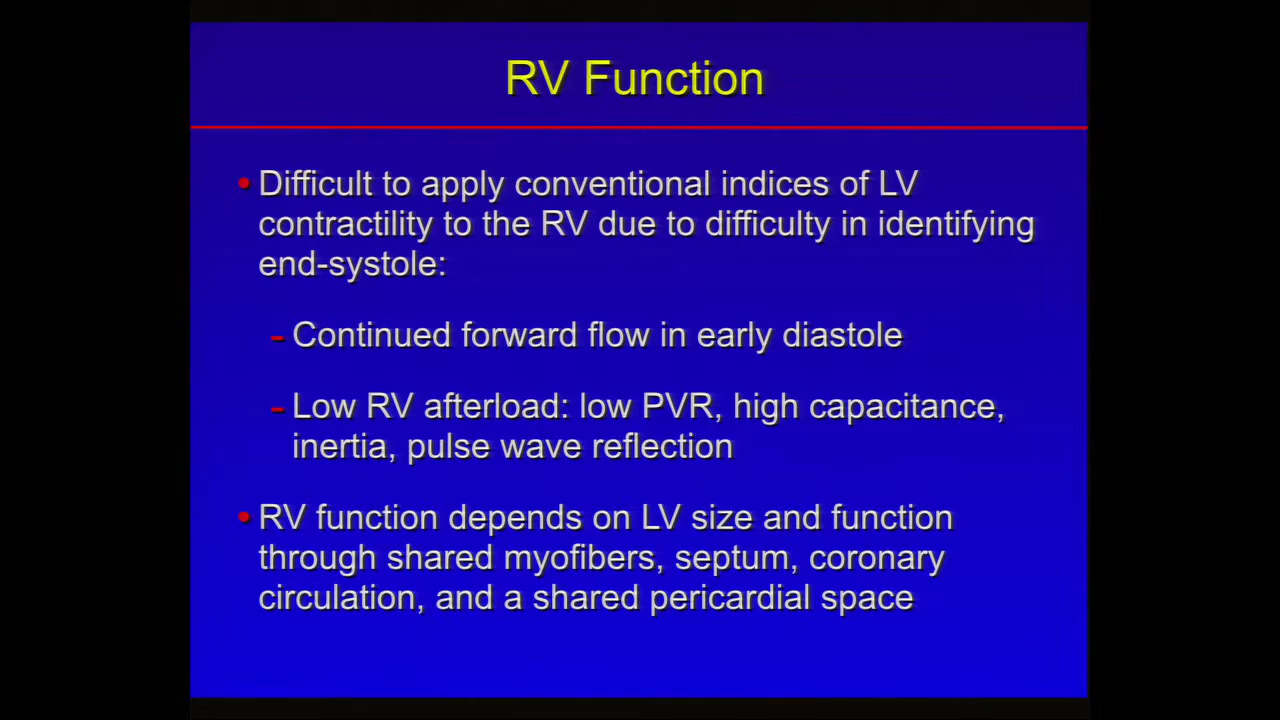 RV Function
• Difficult to apply conventional indices of LV
contractility to the RV due to difficulty in identifying
end-systole:
- Continued forward flow in early diastole
- Low RV afterload: low PVR, high capacitance,
inertia, pulse wave reflection
• RV function depends on LV size and function
through shared myofibers, septum, coronary
circulation, and a shared pericardial space